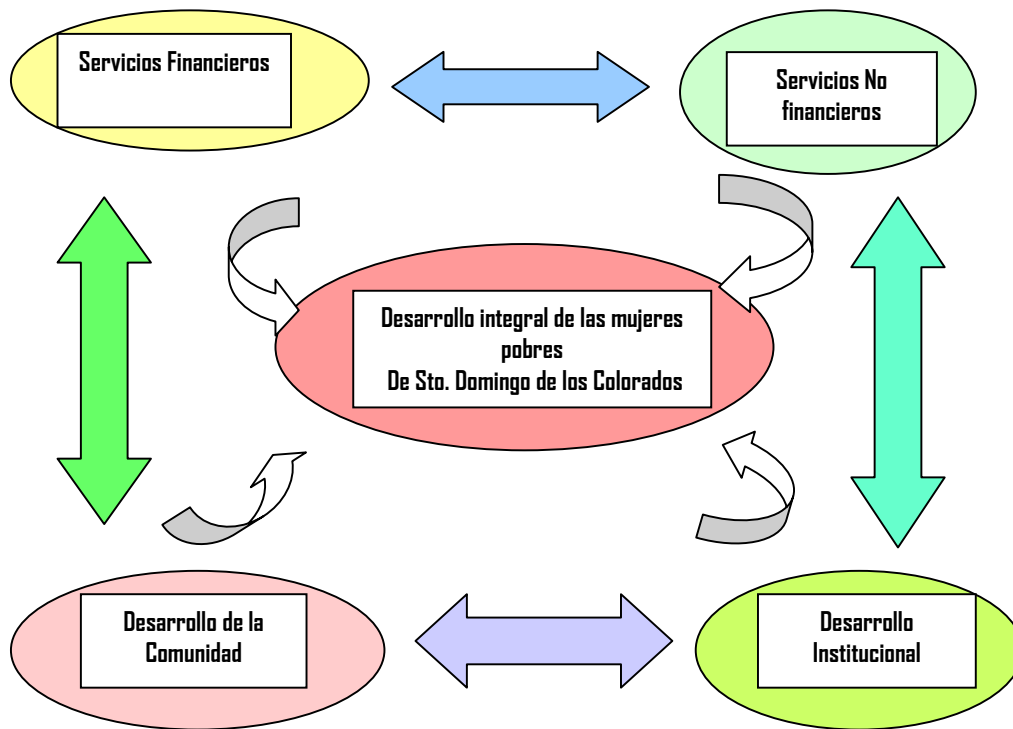 Servicios Financieros
Servicios No
financieros
Desarrollo integral de las mujeres
pobres
De Sto. Domingo de los Colorados
Desarrollo de la
Comunidad
Desarrollo
Institucional